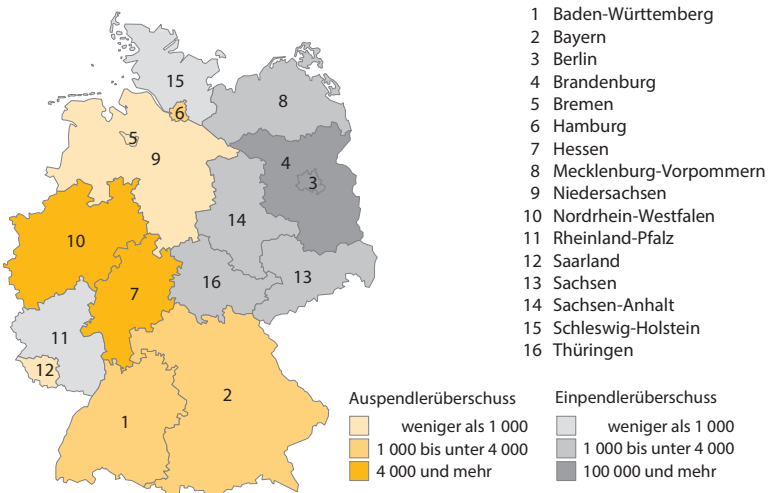 1 Baden-Württemberg
2 Bayern
3 Berlin
4 Brandenburg
5 Bremen
6 Hamburg
7 Hessen
8 Mecklenburg-Vorpommern
9 Niedersachsen
10 Nordrhein-Westfalen
11 Rheinland-Pfalz
12 Saarland
13 Sachsen
14 Sachsen-Anhalt
15 Schleswig-Holstein
16 Thüringen
15
8
6
5
9
4
3
14
10
16
13
7
11
12
1
2
Auspendlerüberschuss
weniger als 1 000
1 000 bis unter 4 000
4 000 und mehr
Einpendlerüberschuss
weniger als 1 000
1 000 bis unter 4 000
100 000 und mehr